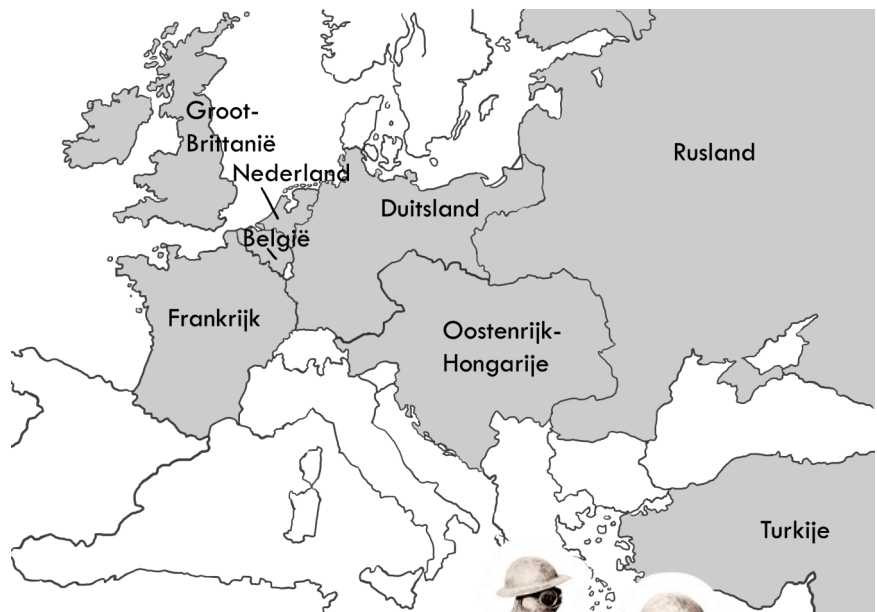 Groot-
Brittanië
Nederland
Rusland
Duitsland
België
Frankrijk
Oostenrijk-
Hongarije
Turkije